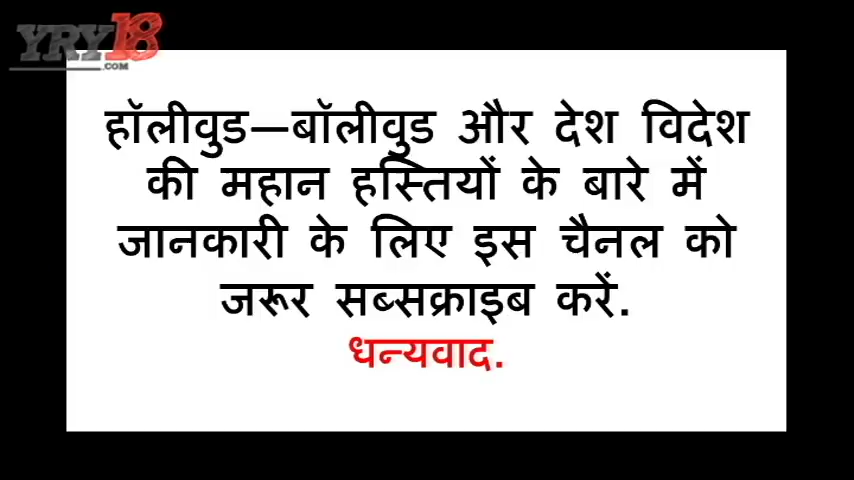 YRY18
.COM
हॉलीवुड–बॉलीवुड और देश विदेश
की महान हस्तियों के बारे में
जानकारी के लिए इस चैनल को
जरूर सब्सक्राइब करें.
धन्यवाद.